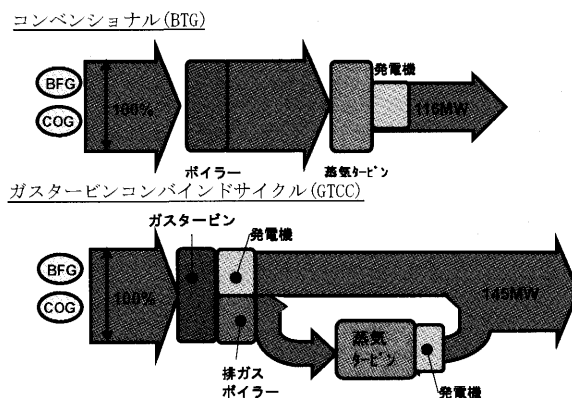 コンベンショナル(BTG)
BFG
COG
100%
発電機
116MW
ボイラー
蒸気タービン
ガスタービンコンバインドサイクル(GTCC)
ガスタービン
発電機
BFG
COG
100%
145MW
蒸気
タービン
排ガス
ボイラー
発電機